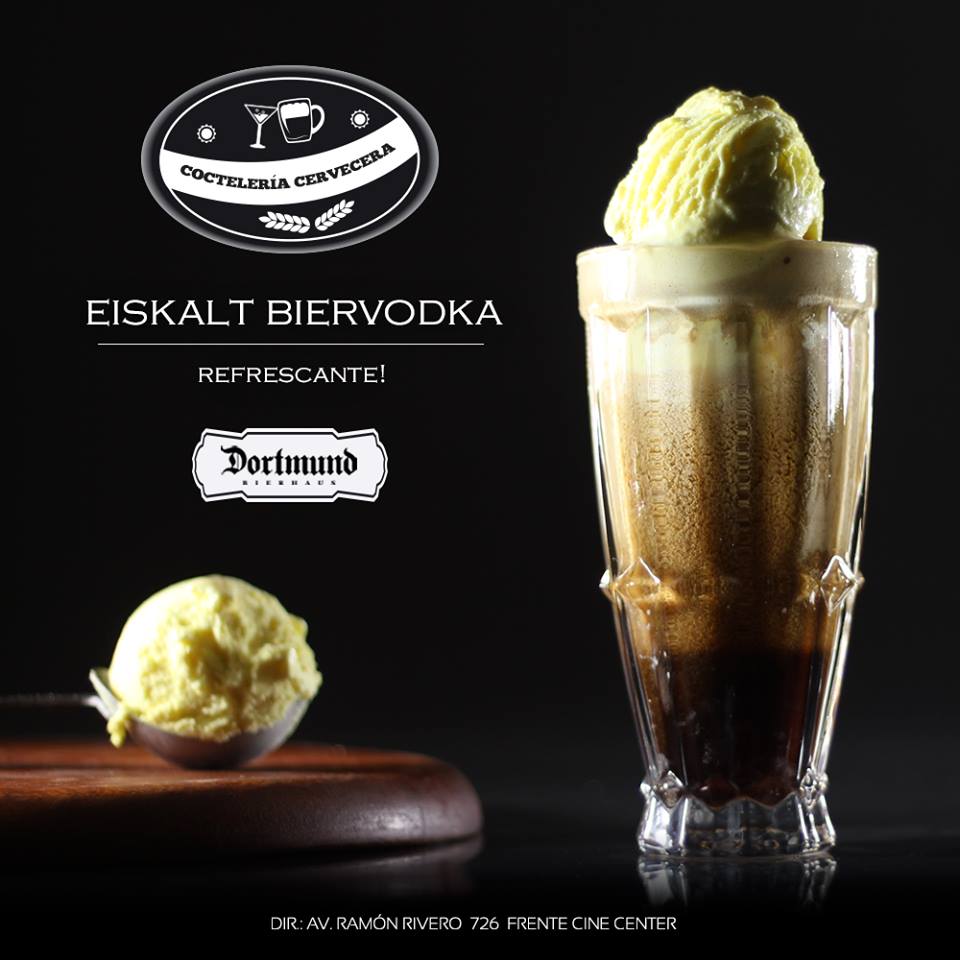 COCTELERÍA CERVECERA
EISKALT BIERVODKA
REFRESCANTE!
Dortmund
BIERHAUS
DIR.: AV. RAMÓN RIVERO 726 FRENTE CINE CENTER